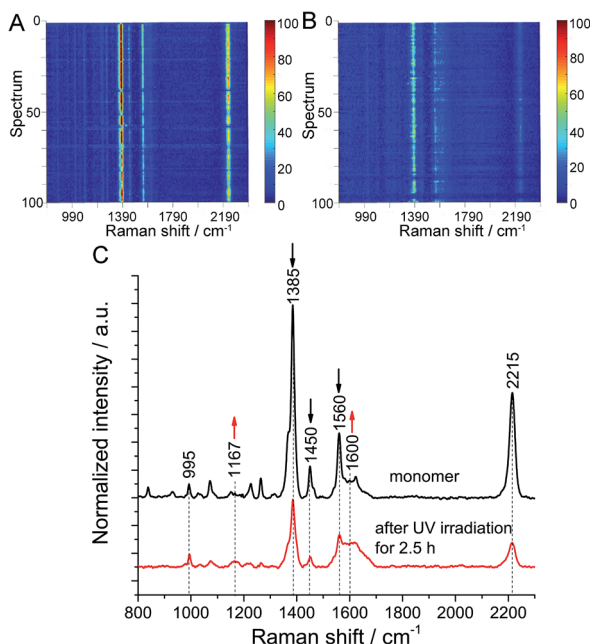 A
B
0
50
100
Spectrum
990 1390 1790 2190
Raman shift / cm-1
100
80
60
40
20
0
0
50
100
Spectrum
990 1390 1790 2190
Raman shift / cm-1
100
80
60
40
20
0
C
Normalized intensity / a.u.
995
1167
1385
1450
1560
1600
2215
monomer
after UV irradiation
for 2.5 h
800 1000 1200 1400 1600 1800 2000 2200
Raman shift / cm-1